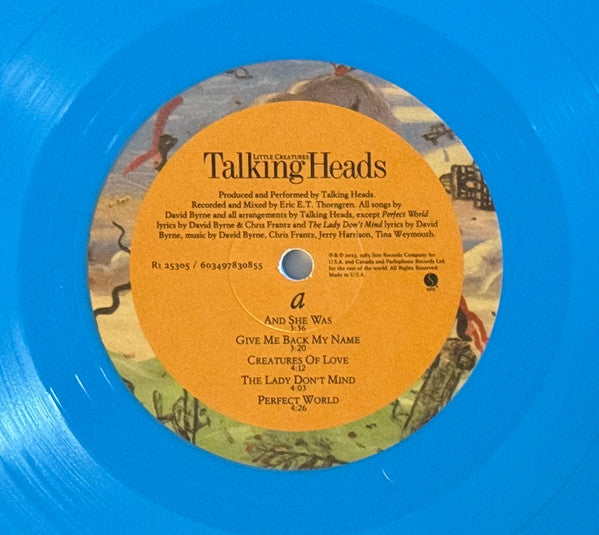 LITTLE CREATURES
Talking Heads
Produced and Performed by Talking Heads.
Recorded and Mixed by Eric E.T. Thorngren. All songs by
David Byrne and all arrangements by Talking Heads, except Perfect World
lyrics by David Byrne & Chris Frantz and The Lady Don't Mind lyrics by David
Byrne, music by David Byrne, Chris Frantz, Jerry Harrison, Tina Weymouth.
R1 25305 / 603497830855
℗ & © 2023, 1985 Sire Records Company for
U.S.A. and Canada and Parlophone Records Ltd.
for the rest of the world. All Rights Reserved.
Made in U.S.A.
a
AND SHE WAS
3:36
GIVE ME BACK MY NAME
3:20
CREATURES OF LOVE
4:12
THE LADY DON'T MIND
4:03
PERFECT WORLD
4:26